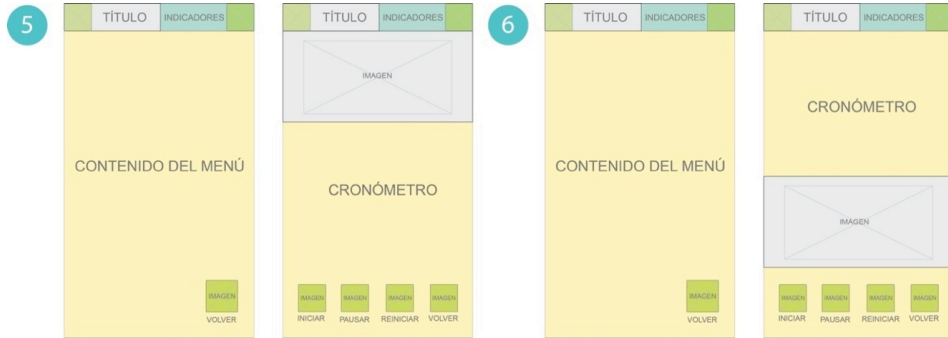 5
TÍTULO INDICADORES
CONTENIDO DEL MENÚ
IMAGEN
VOLVER
TÍTULO INDICADORES
IMAGEN
CRONÓMETRO
IMAGEN IMAGEN IMAGEN IMAGEN
INICIAR PAUSAR REINICIAR VOLVER
6
TÍTULO INDICADORES
CONTENIDO DEL MENÚ
IMAGEN
VOLVER
TÍTULO INDICADORES
CRONÓMETRO
IMAGEN
IMAGEN IMAGEN IMAGEN IMAGEN
INICIAR PAUSAR REINICIAR VOLVER